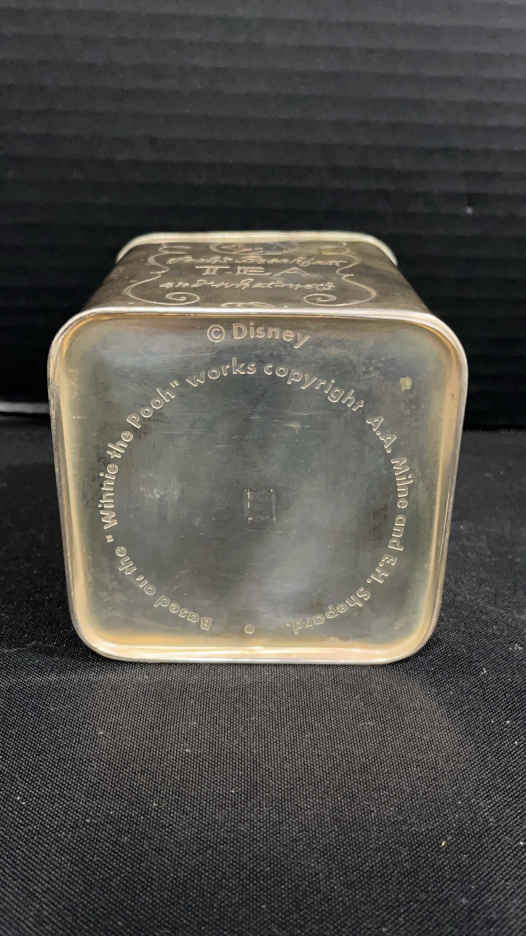 TEA
© Disney
Based on the "Winnie the Pooh" works copyright A.A. Milne and E.H. Shepard.